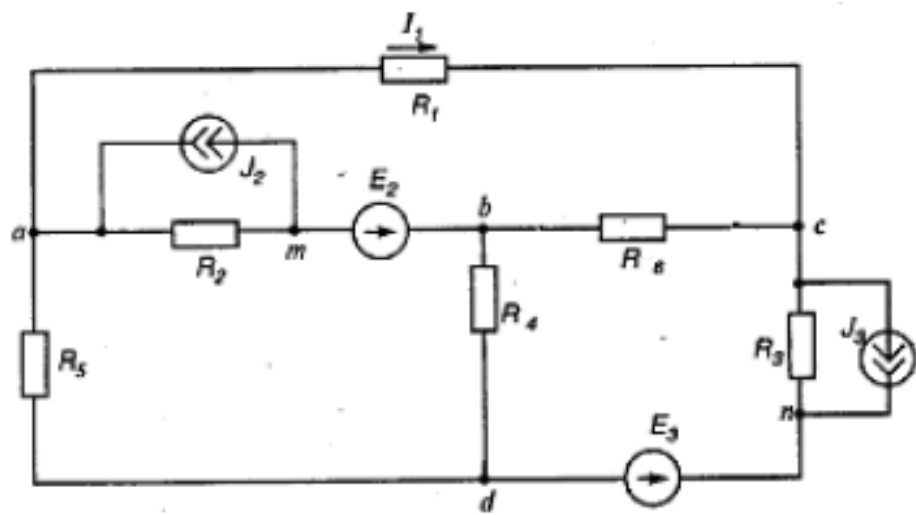 I₁
R₁
J₂
E₂
b
a
c
R₂
m
R₆
R₄
R₅
R₃
J₃
n
E₃
d